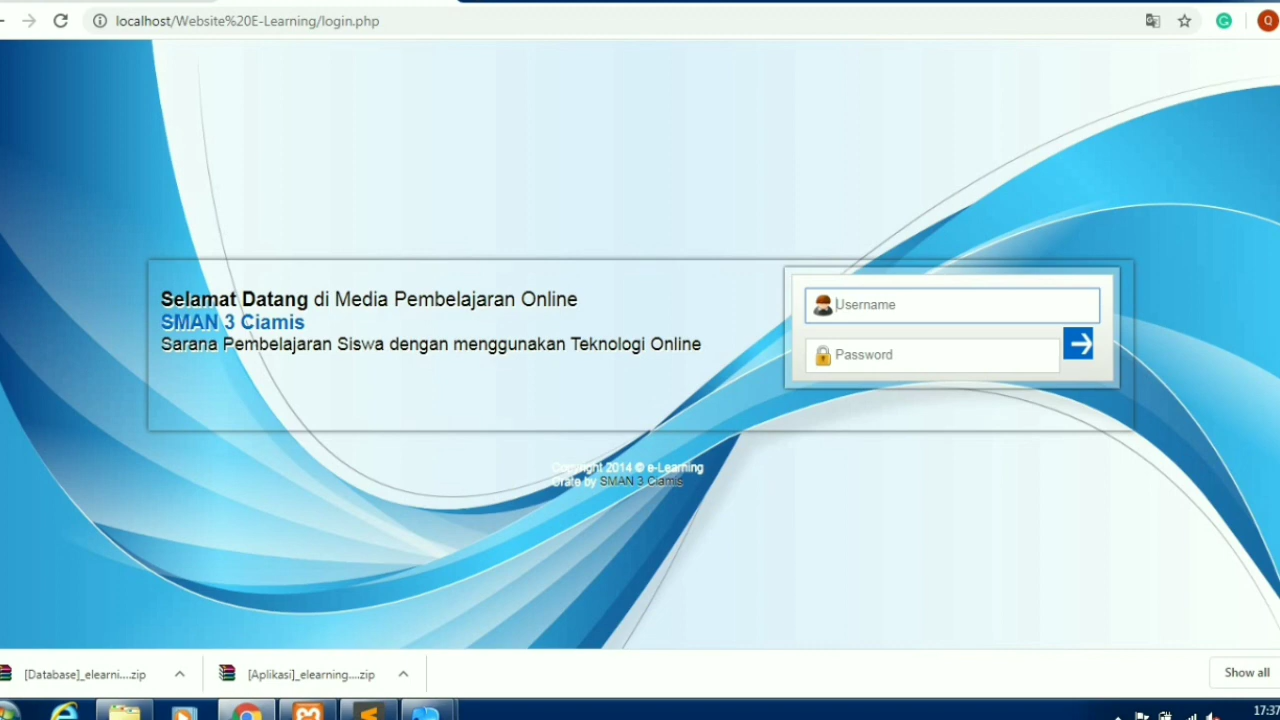 localhost/Website%20E-Learning/login.php
Q
Selamat Datang di Media Pembelajaran Online
SMAN 3 Ciamis
Sarana Pembelajaran Siswa dengan menggunakan Teknologi Online
Username
Password
Copyright 2014 © e-Learning
Crate by SMAN 3 Ciamis
[Database]_elearni....zip
[Aplikasi]_elearning....zip
Show all
17:37